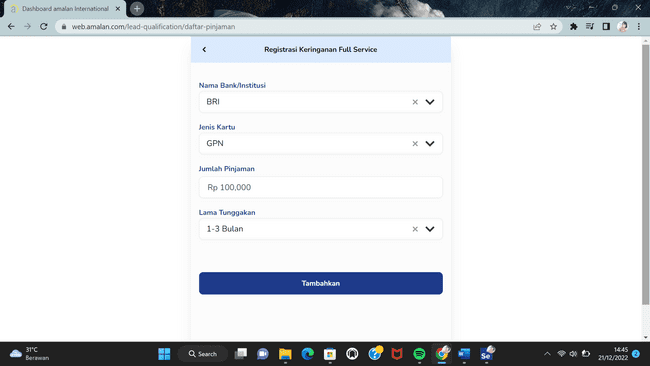 Dashboard amalan International
web.amalan.com/lead-qualification/daftar-pinjaman
Registrasi Keringanan Full Service
Nama Bank/Institusi
BRI
Jenis Kartu
GPN
Jumlah Pinjaman
Rp 100,000
Lama Tunggakan
1-3 Bulan
Tambahkan
31°C
Berawan
Search
Se
14:45
21/12/2022
2